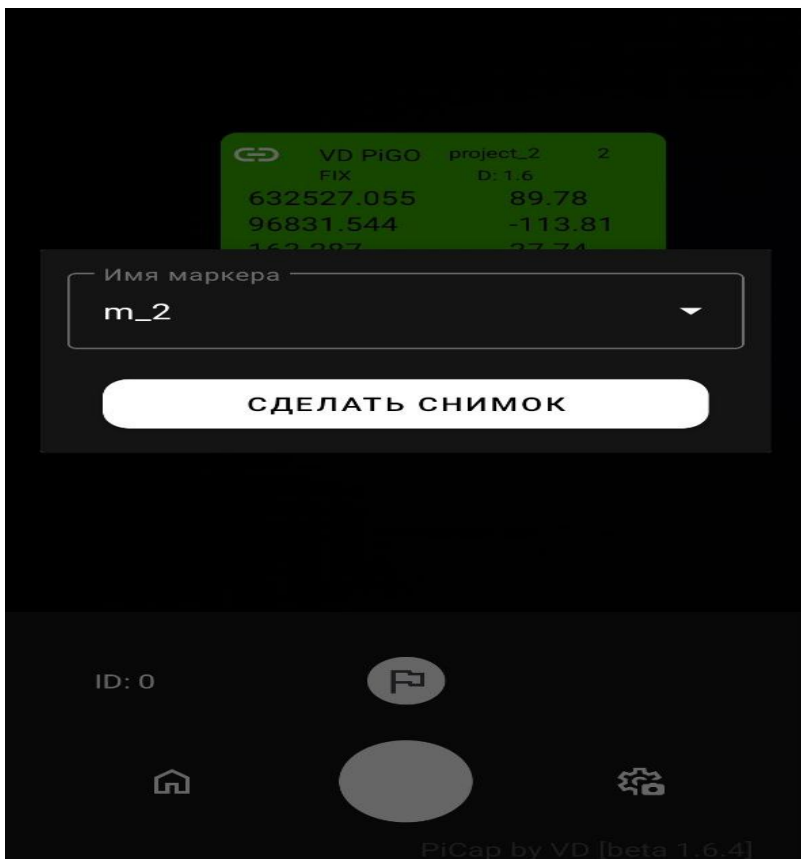 VD PiGO project_2 2
FIX D: 1.6
632527.055 89.78
96831.544 -113.81
Имя маркера
m_2
СДЕЛАТЬ СНИМОК
ID: 0
PiCap by VD [beta 1.6.4]